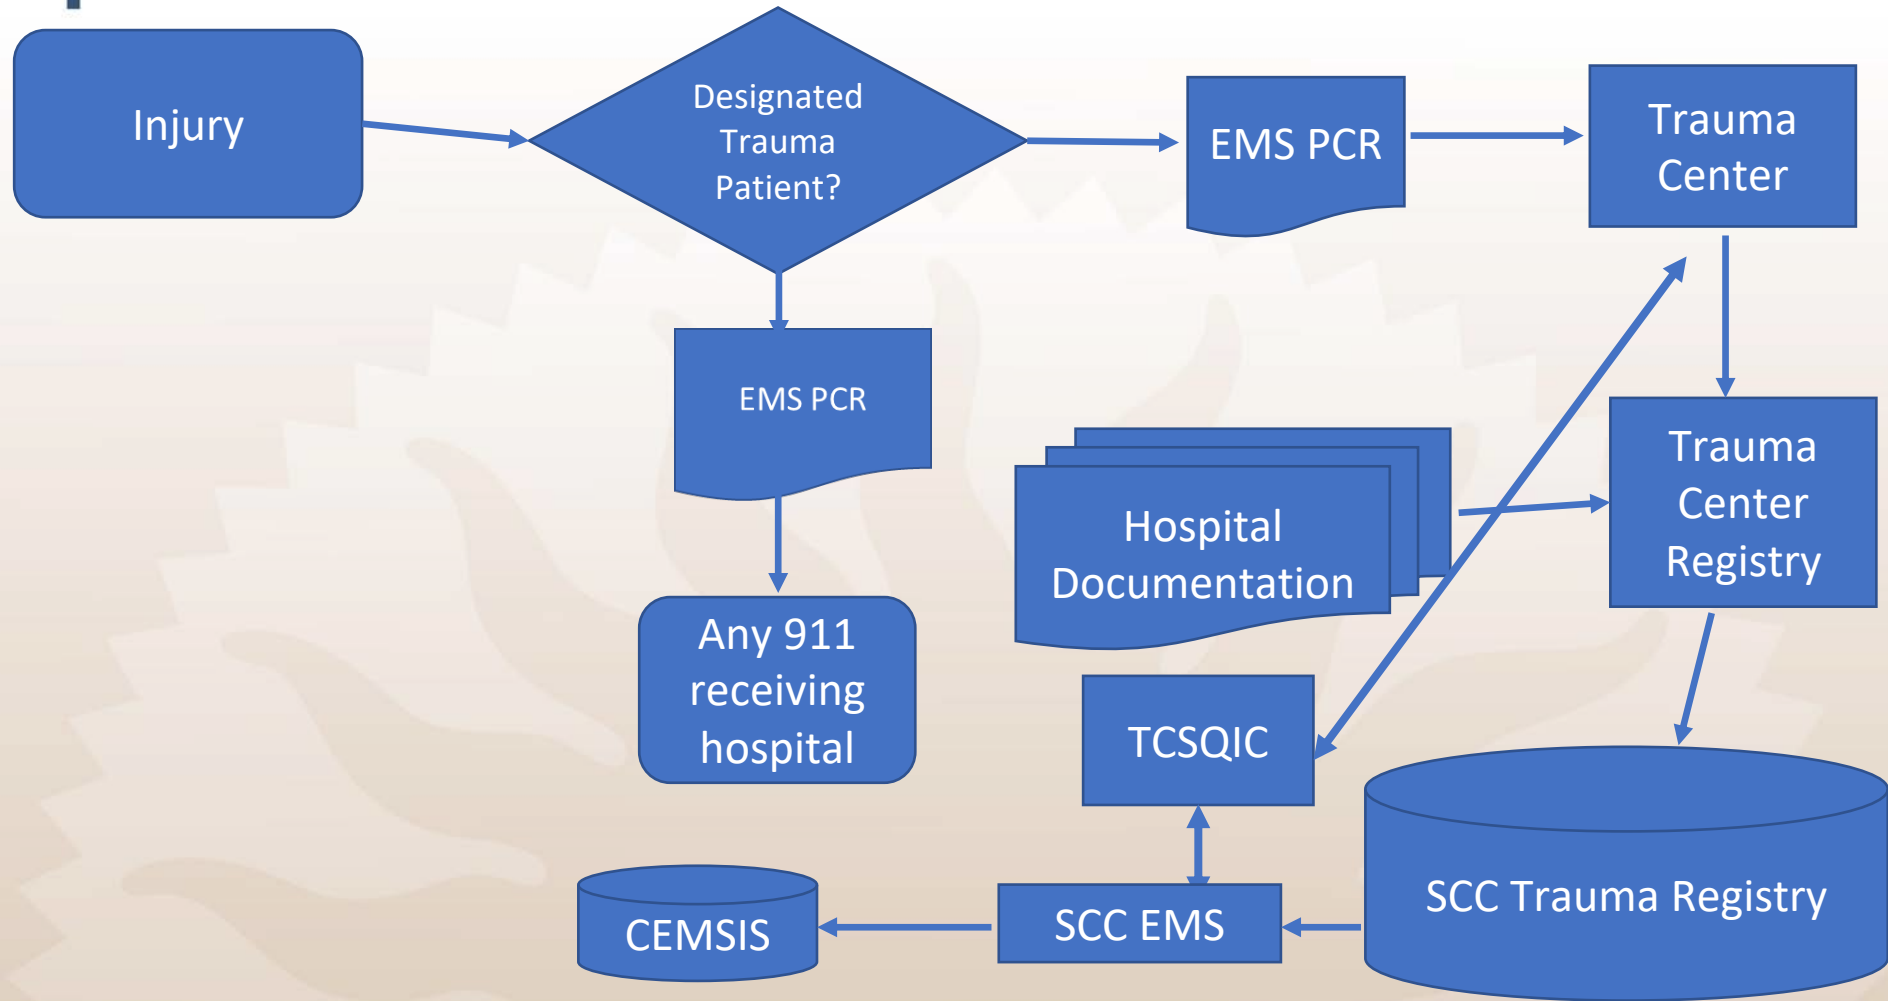 Injury
Designated
Trauma
Patient?
EMS PCR
Trauma
Center
EMS PCR
Hospital
Documentation
Trauma
Center
Registry
Any 911
receiving
hospital
TCSQIC
SCC Trauma Registry
SCC EMS
CEMSIS